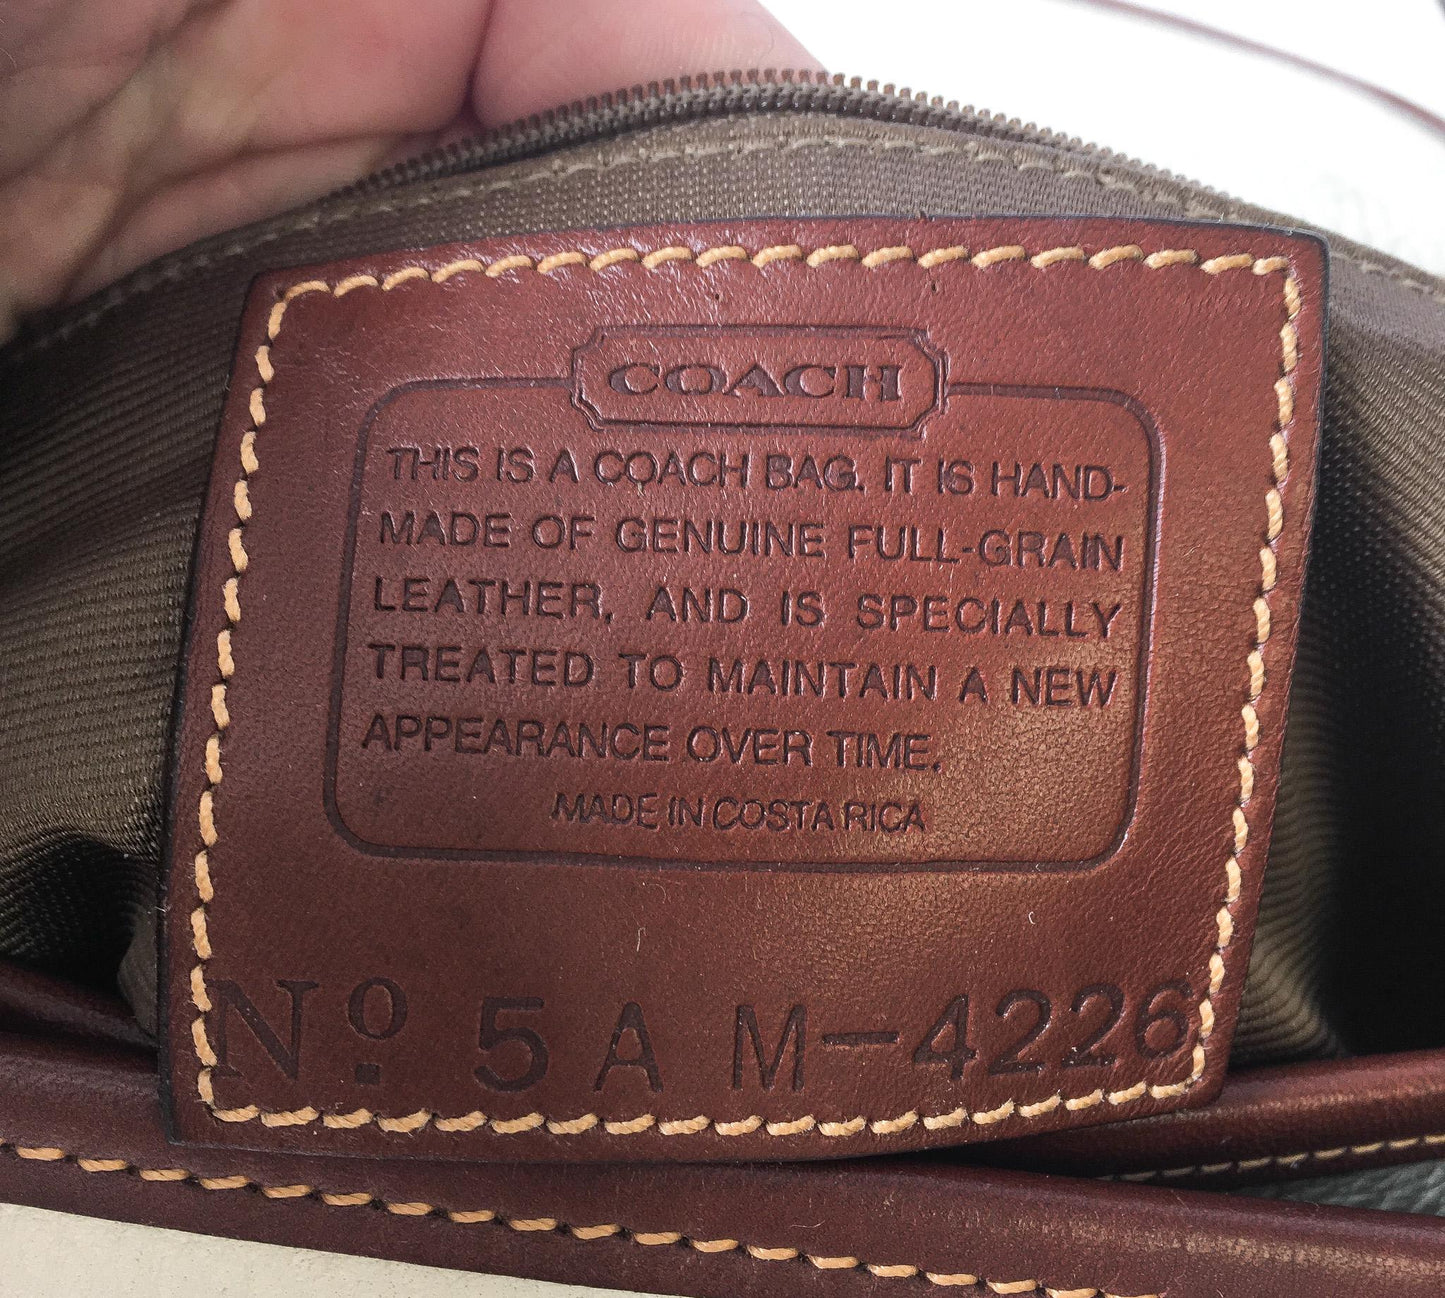 COACH
THIS IS A COACH BAG. IT IS HAND-
MADE OF GENUINE FULL-GRAIN
LEATHER, AND IS SPECIALLY
TREATED TO MAINTAIN A NEW
APPEARANCE OVER TIME.
MADE IN COSTA RICA
Nº 5AM-4226